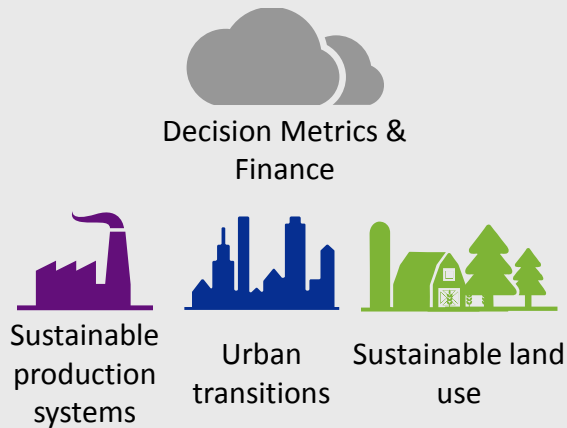 Decision Metrics &
Finance
Sustainable
production
systems
Urban
transitions
Sustainable land
use